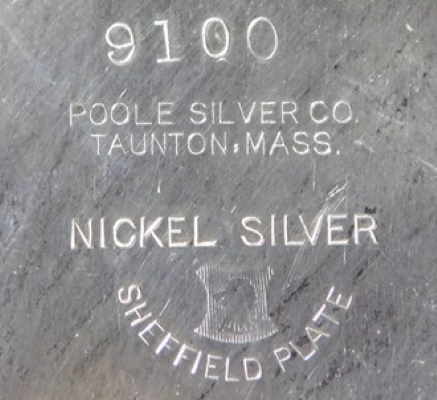 9100
POOLE SILVER CO.
TAUNTON, MASS.
NICKEL SILVER
SHEFFIELD PLATE